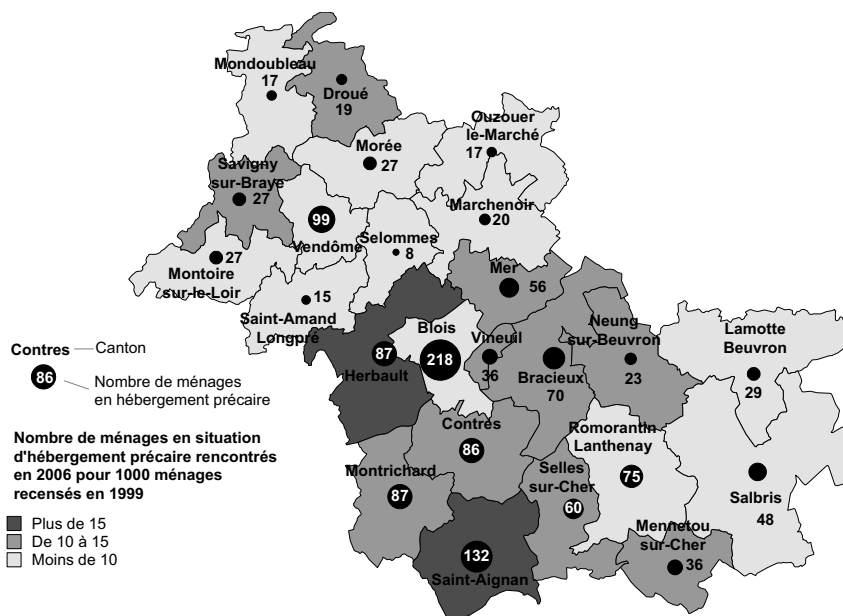 Mondoubleau
17
Droué
19
Ouzouer
le-Marché
17
Morée
27
Savigny
sur-Braye
27
Marchenoir
20
99
Vendôme
Selommes
8
27
Montoire
sur-le-Loir
Mer
56
15
Saint-Amand
Longpré
Blois
218
Vineuil
36
Neung
sur-Beuvron
23
Lamotte
Beuvron
29
87
Herbault
Bracieux
70
Contres
Canton
86
Nombre de ménages
en hébergement précaire
Contrés
86
Romorantin
Lanthenay
75
Nombre de ménages en situation
d'hébergement précaire rencontrés
en 2006 pour 1000 ménages
recensés en 1999
Montrichard
87
Selles
sur-Cher
60
Salbris
48
Plus de 15
De 10 à 15
Moins de 10
132
Saint-Aignan
Mennetou
sur-Cher
36